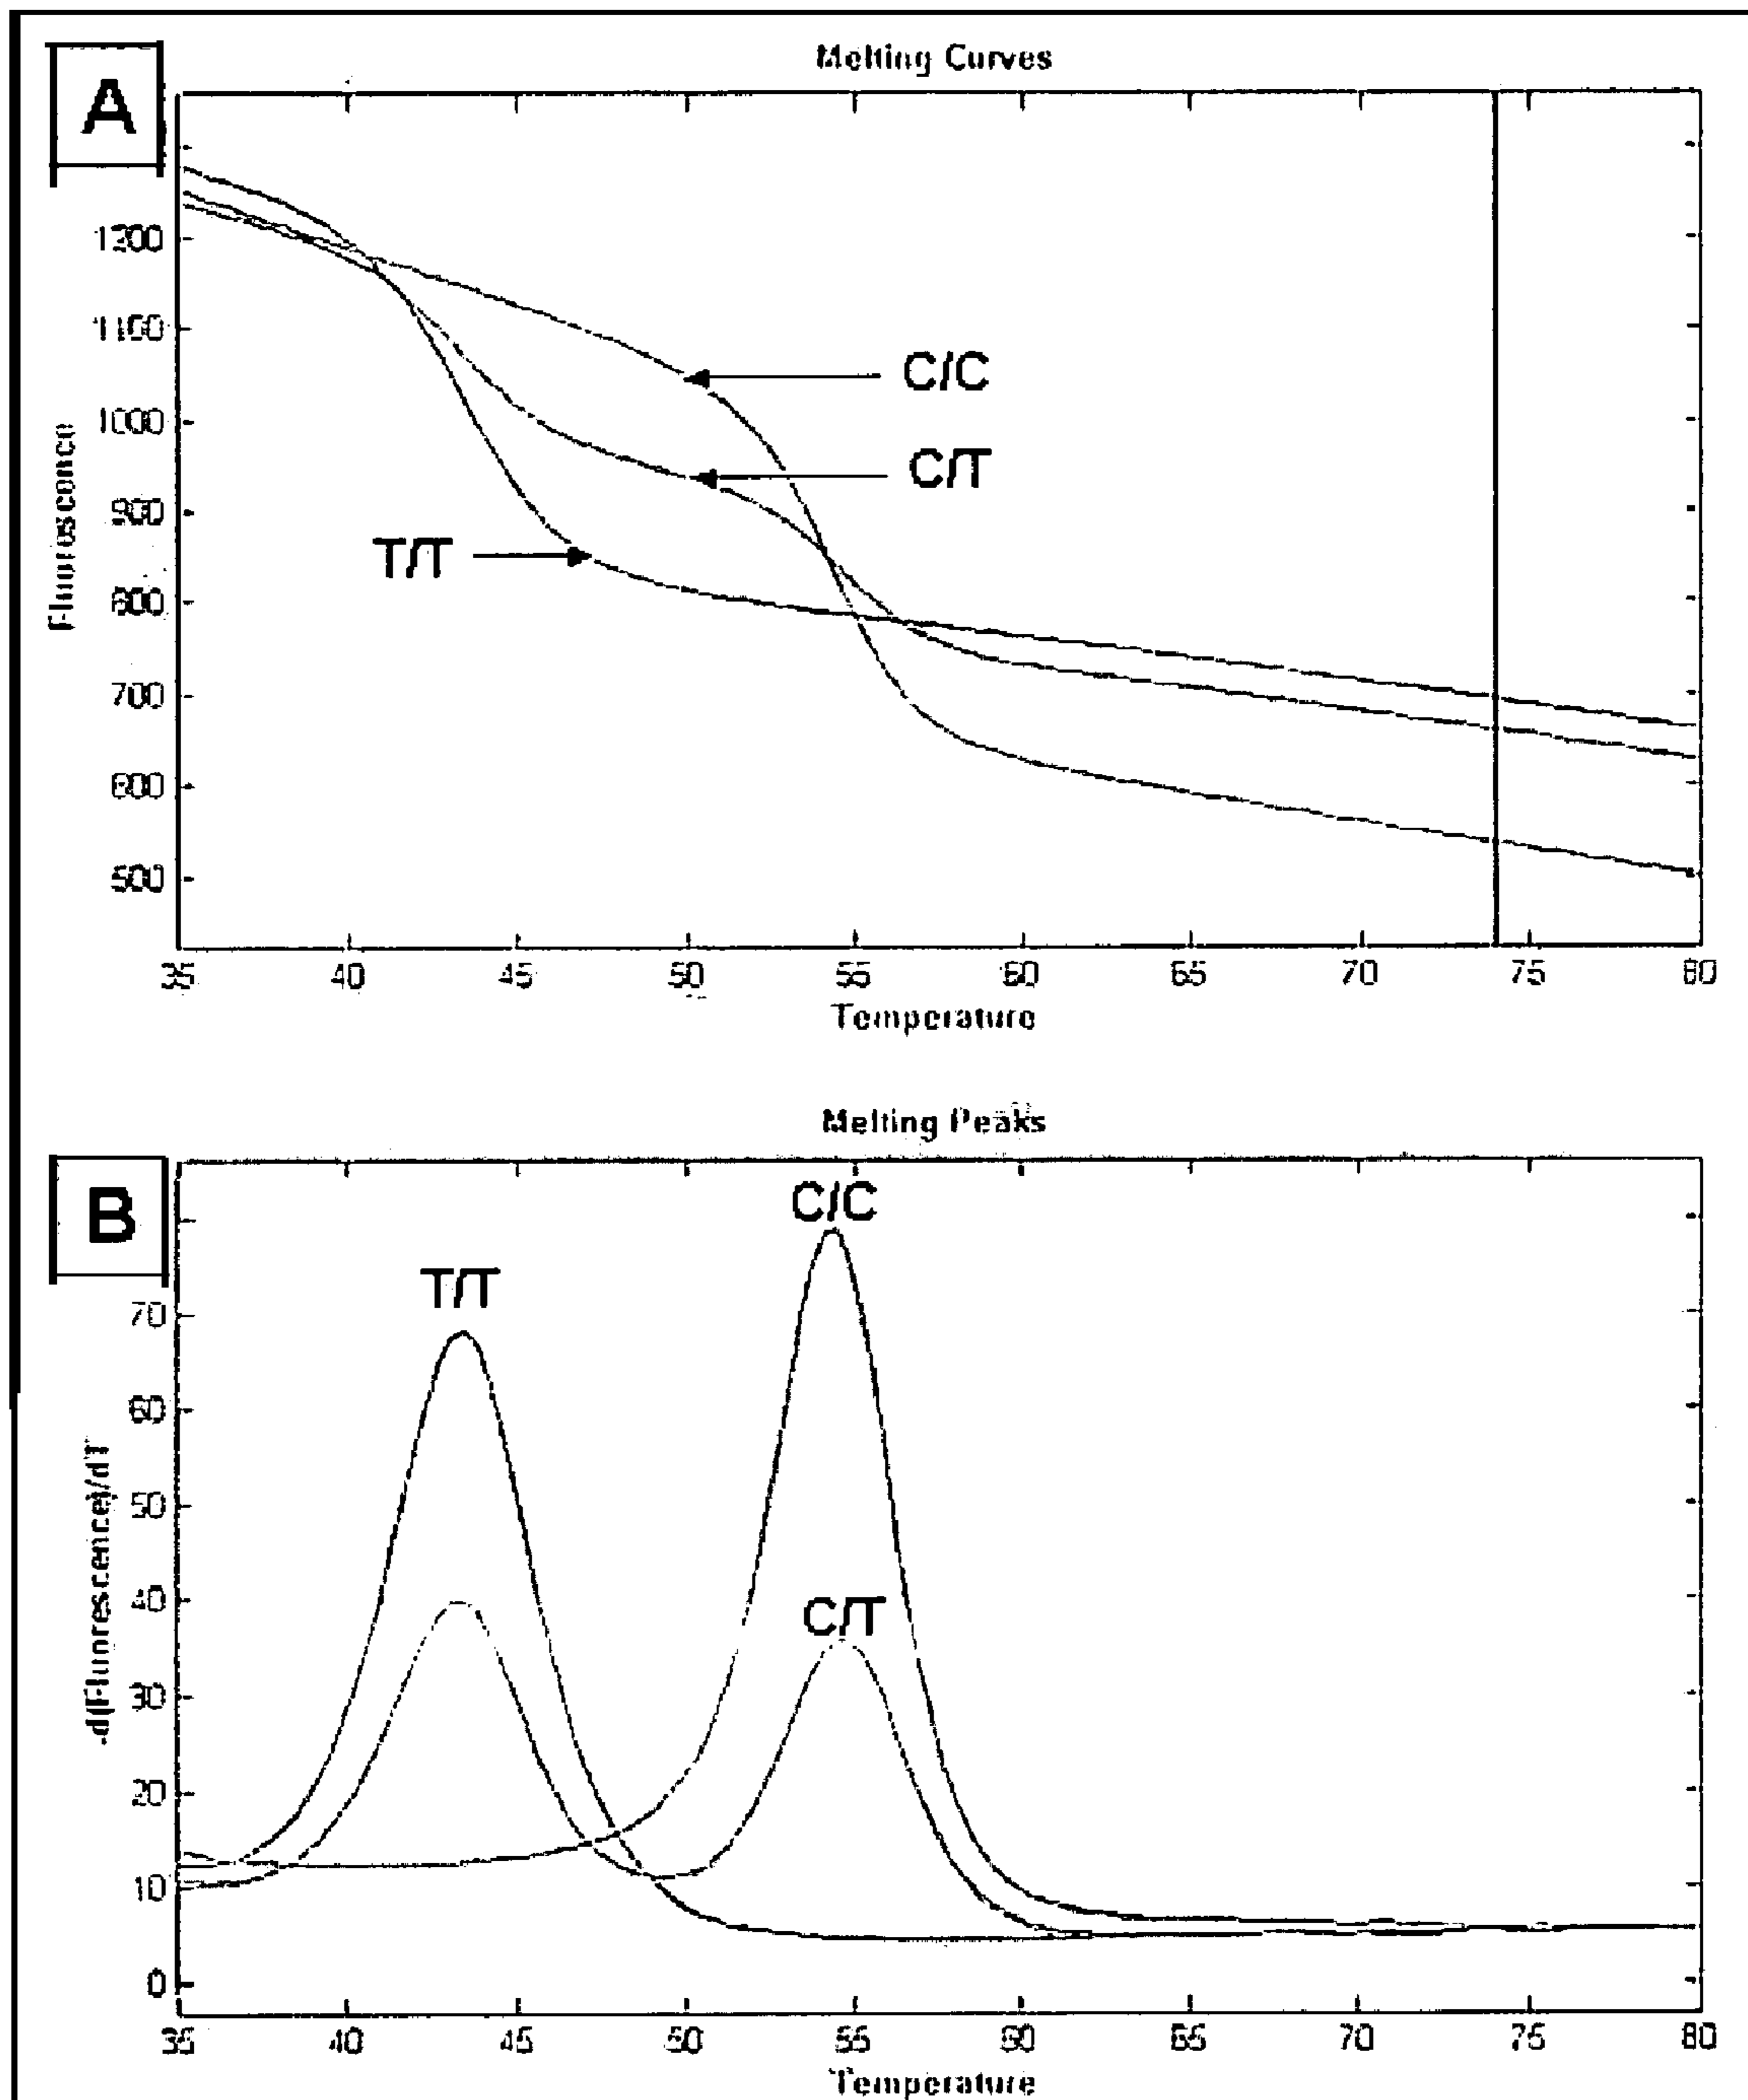 Melting Curves
A
1200
1100
1000
900
800
700
600
500
Fluorescence
C/C
C/T
T/T
35 40 45 50 55 60 65 70 75 80
Temperature
Melting Peaks
B
C/C
T/T
C/T
70
60
50
40
30
20
10
0
-d(Fluorescence)/dT
35 40 45 50 55 60 65 70 75 80
Temperature